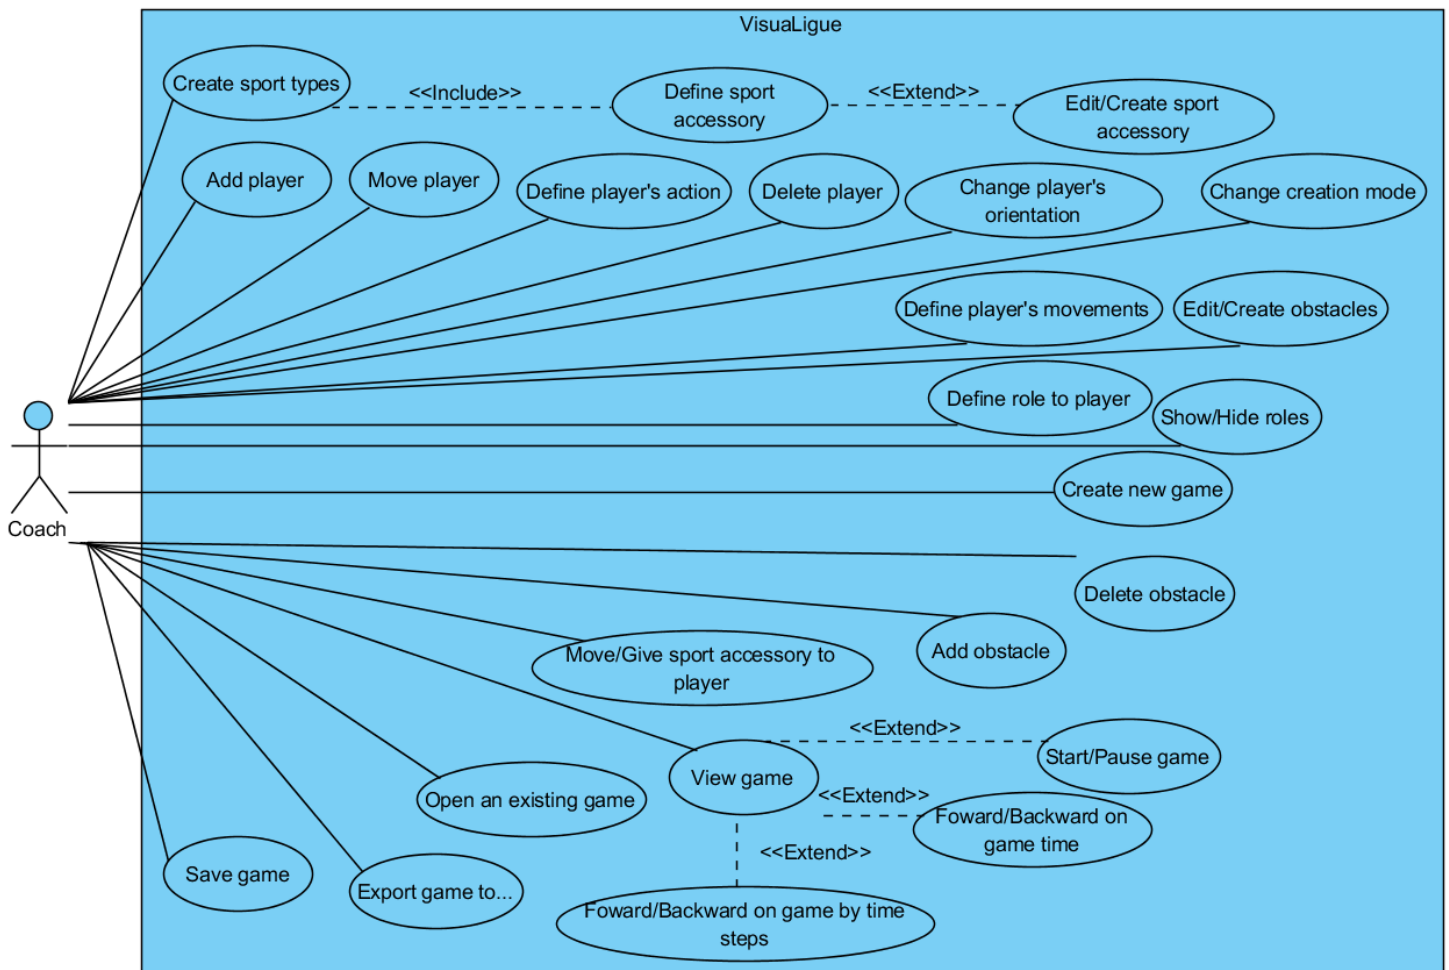 VisuaLigue
Create sport types
<<Include>>
Define sport
accessory
<<Extend>>
Edit/Create sport
accessory
Add player
Move player
Define player's action
Delete player
Change player's
orientation
Change creation mode
Define player's movements
Edit/Create obstacles
Define role to player
Show/Hide roles
Create new game
Coach
Delete obstacle
Add obstacle
Move/Give sport accessory to
player
<<Extend>>
Start/Pause game
View game
<<Extend>>
Foward/Backward on
game time
Open an existing game
<<Extend>>
Save game
Export game to...
Foward/Backward on game by time
steps